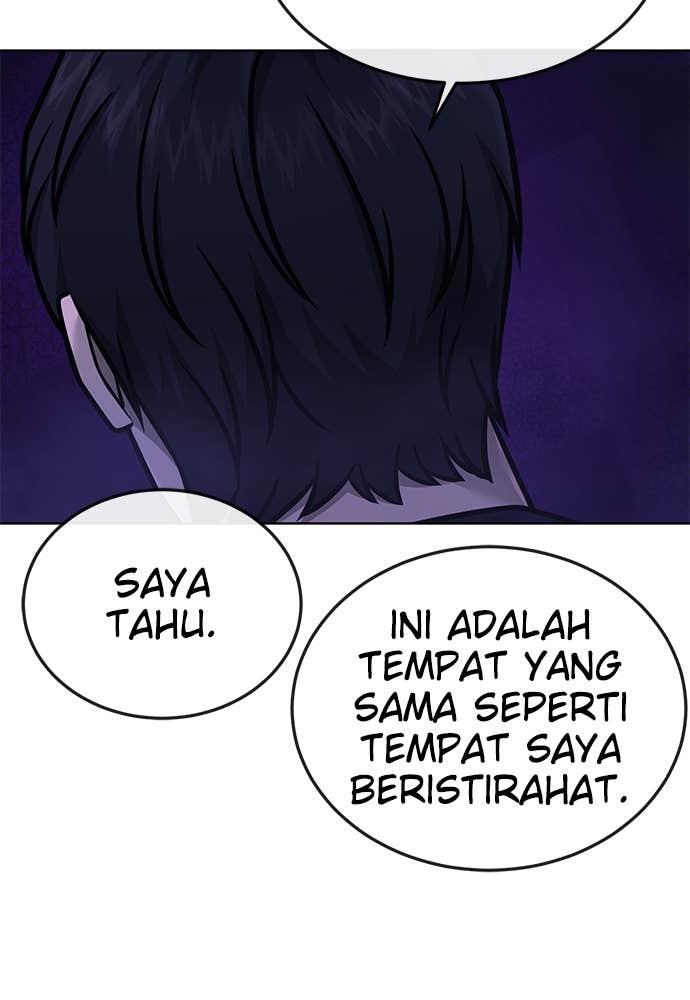 SAYA
TAHU.
INI ADALAH
TEMPAT YANG
SAMA SEPERTI
TEMPAT SAYA
BERISTIRAHAT.